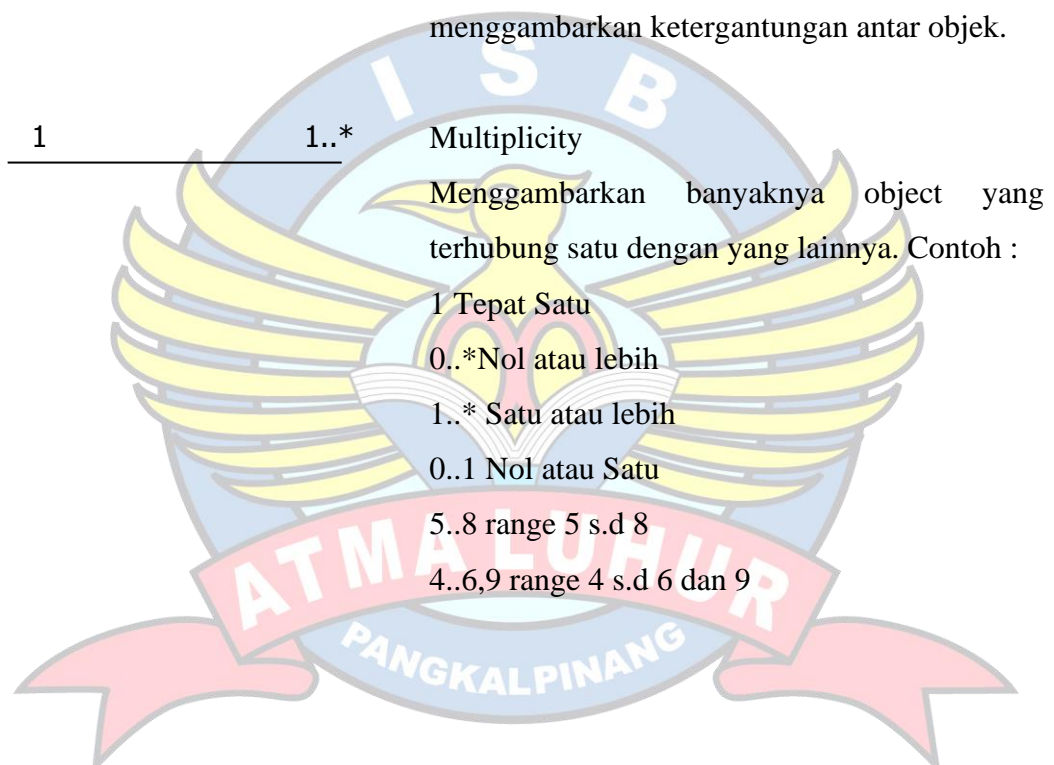 menggambarkan ketergantungan antar objek.
1 1..* Multiplicity
Menggambarkan banyaknya object yang
terhubung satu dengan yang lainnya. Contoh :
1 Tepat Satu
0..*Nol atau lebih
1..* Satu atau lebih
0..1 Nol atau Satu
5..8 range 5 s.d 8
4..6,9 range 4 s.d 6 dan 9
I S B
ATMA LUHUR
PANGKALPINANG